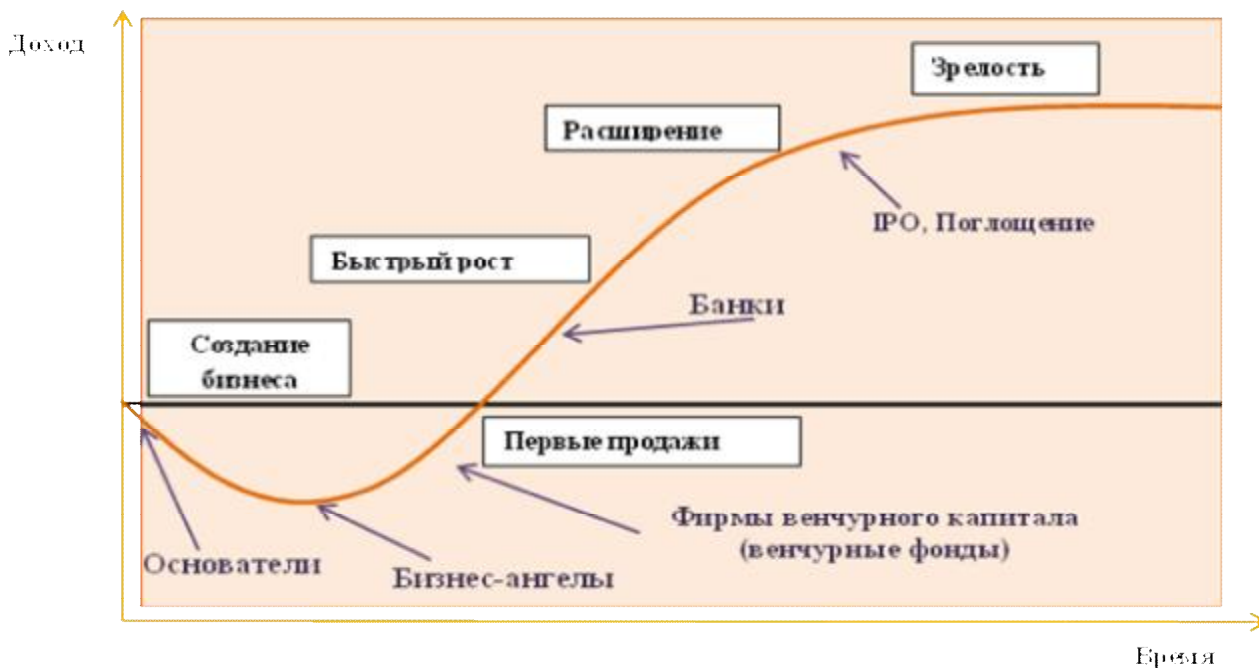 Доход
Зрелость
Расширение
IPO, Поглощение
Быстрый рост
Банки
Создание
бизнеса
Первые продажи
Фирмы венчурного капитала
(венчурные фонды)
Основатели
Бизнес-ангелы
Время